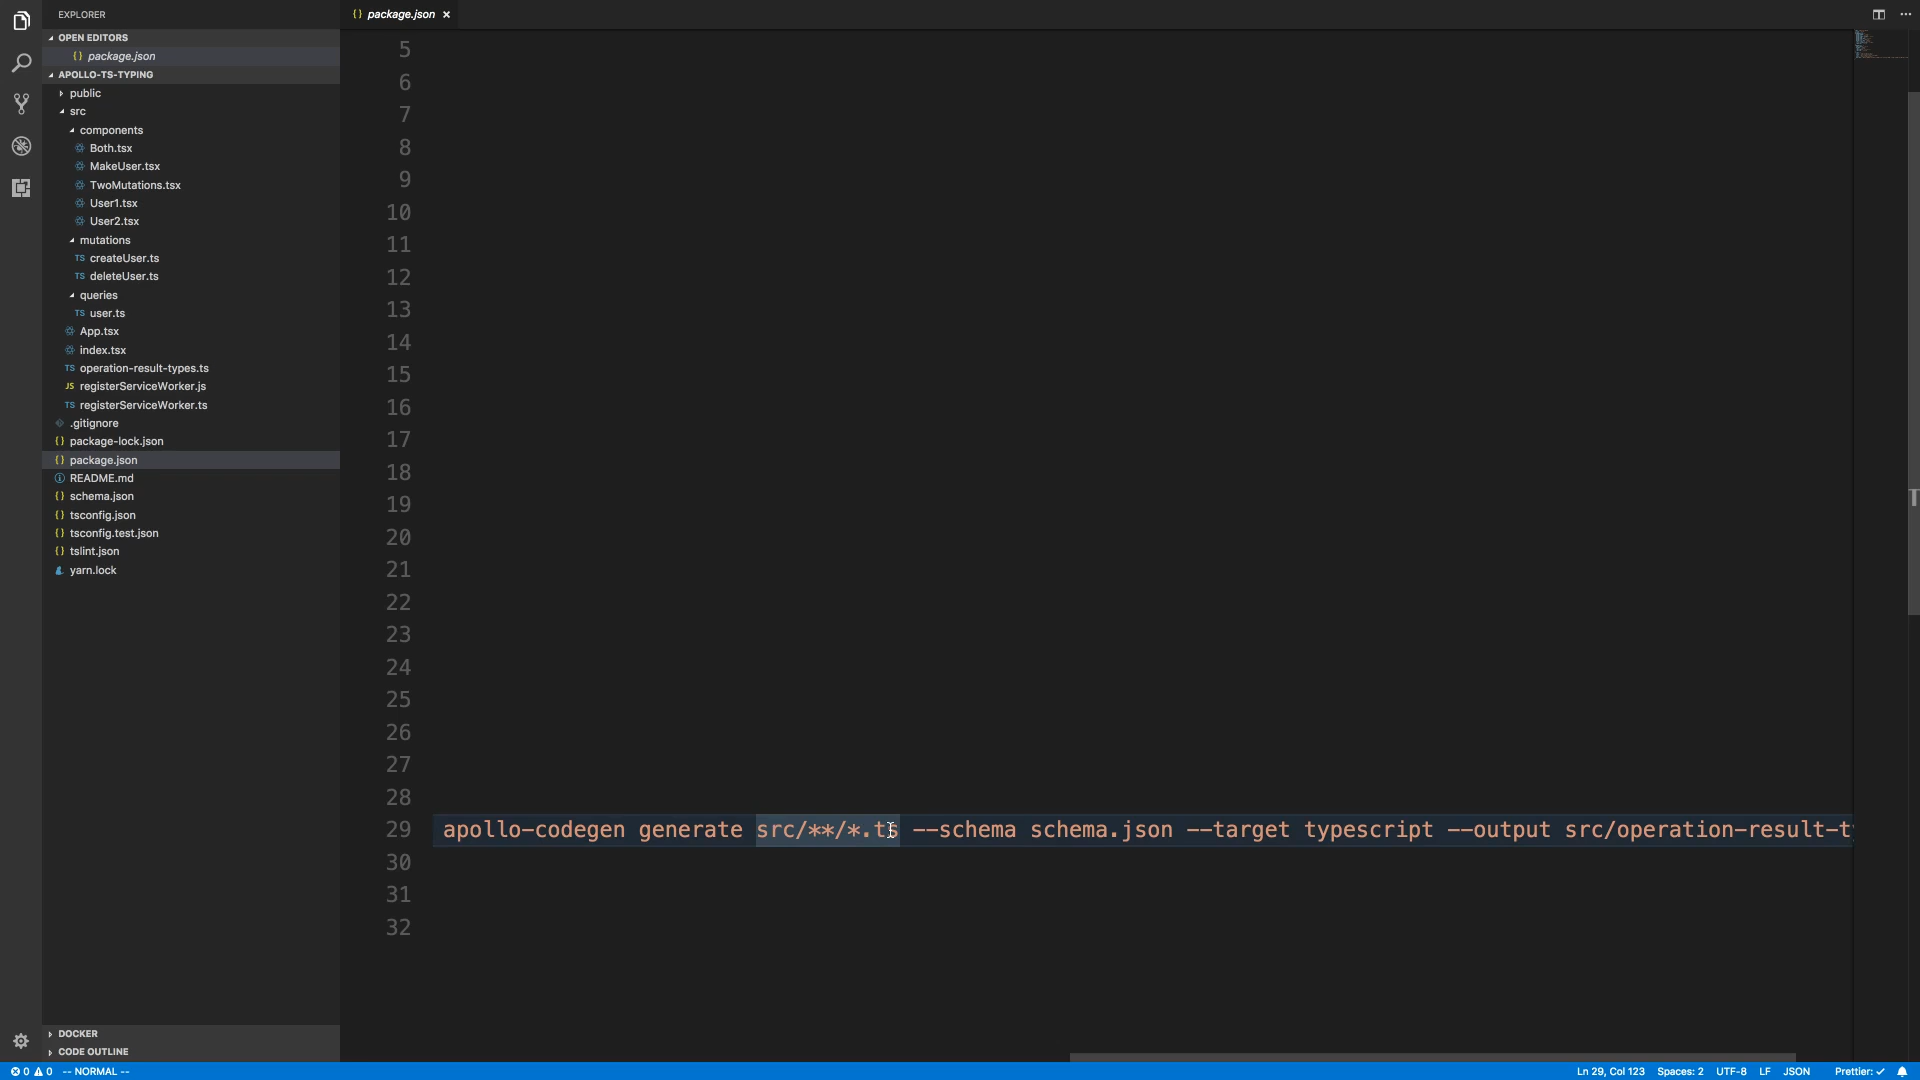 EXPLORER
OPEN EDITORS
{} package.json
APOLLO-TS-TYPING
public
src
components
Both.tsx
MakeUser.tsx
TwoMutations.tsx
User1.tsx
User2.tsx
mutations
TS createUser.ts
TS deleteUser.ts
queries
TS user.ts
App.tsx
index.tsx
TS operation-result-types.ts
JS registerServiceWorker.js
TS registerServiceWorker.ts
.gitignore
{} package-lock.json
{} package.json
README.md
{} schema.json
{} tsconfig.json
{} tsconfig.test.json
{} tslint.json
yarn.lock
DOCKER
CODE OUTLINE
{} package.json ×
5
6
7
8
9
10
11
12
13
14
15
16
17
18
19
20
21
22
23
24
25
26
27
28
29 apollo-codegen generate src/**/*.ts --schema schema.json --target typescript --output src/operation-result-t
30
31
32
0 0 -- NORMAL -- Ln 29, Col 123 Spaces: 2 UTF-8 LF JSON Prettier: ✓